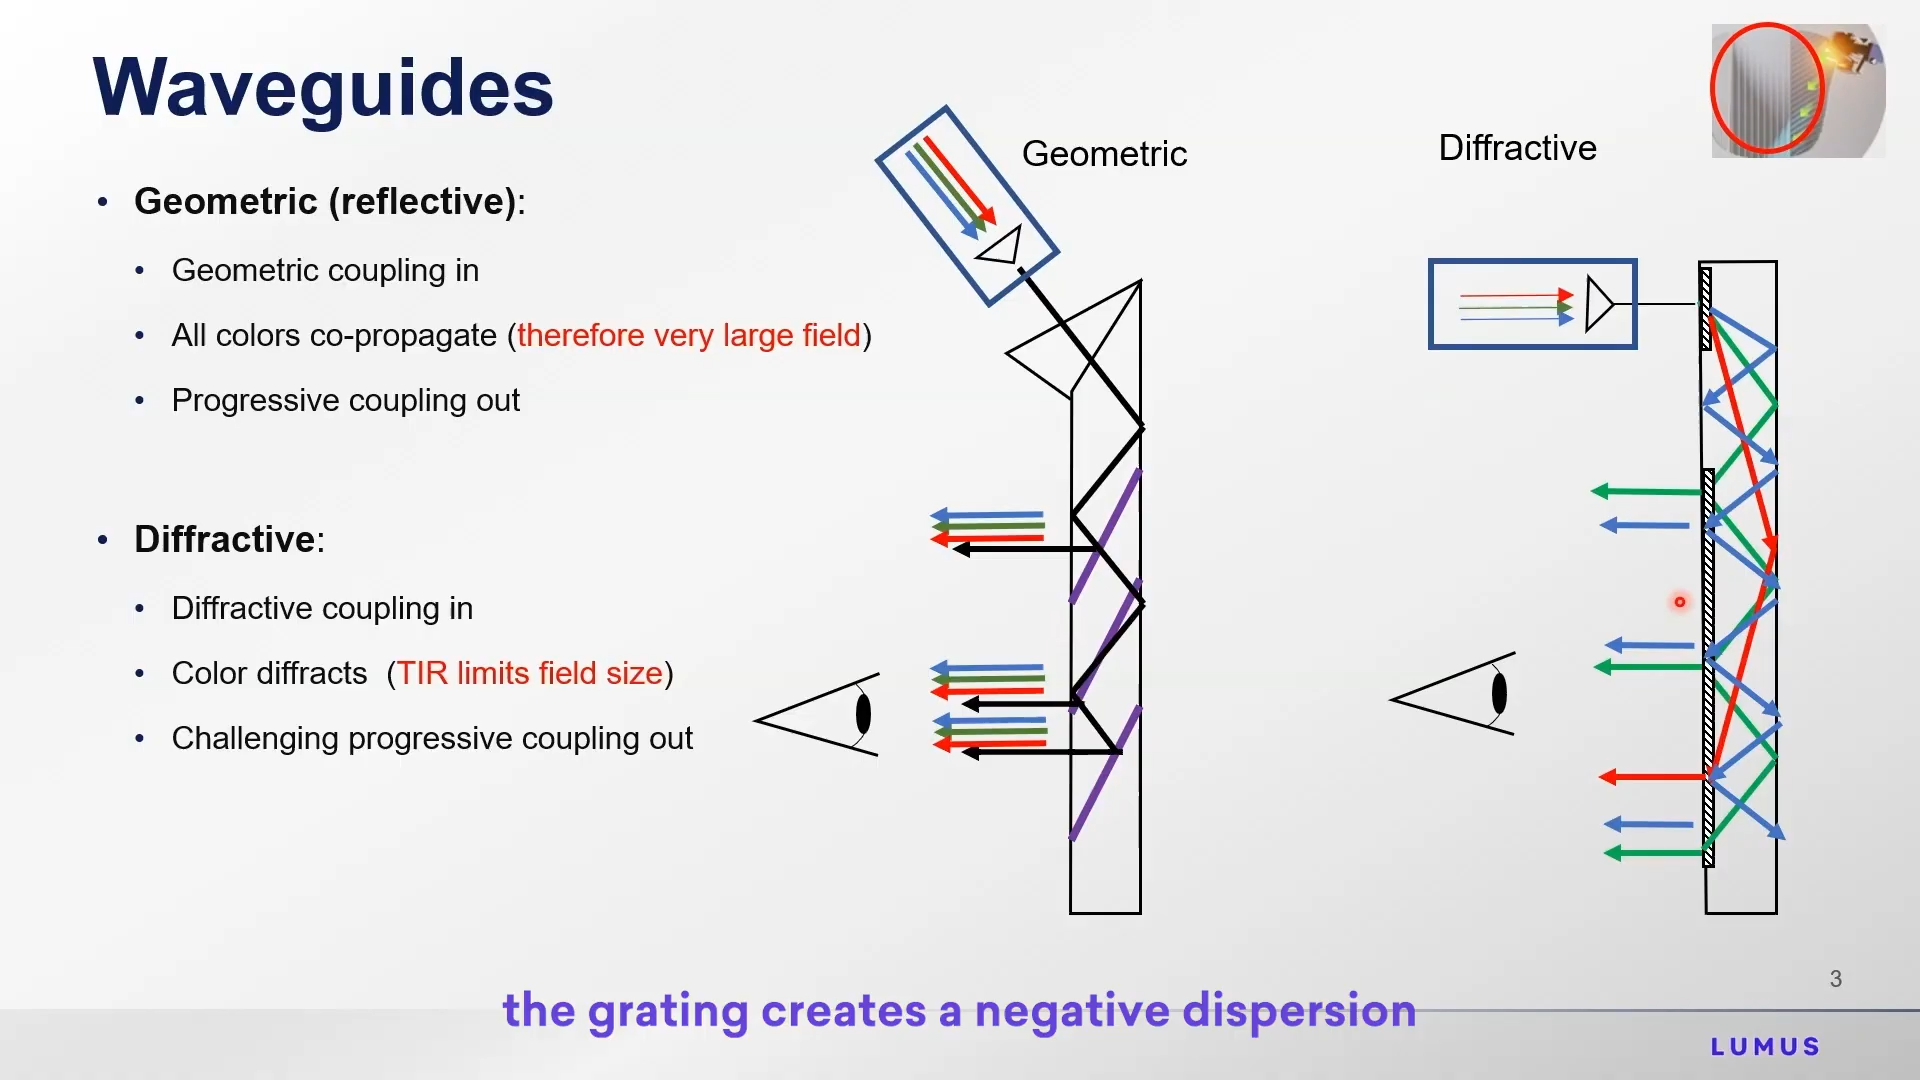 Waveguides
• Geometric (reflective):
• Geometric coupling in
• All colors co-propagate (therefore very large field)
• Progressive coupling out
• Diffractive:
• Diffractive coupling in
• Color diffracts (TIR limits field size)
• Challenging progressive coupling out
Geometric
Diffractive
3
the grating creates a negative dispersion
LUMUS